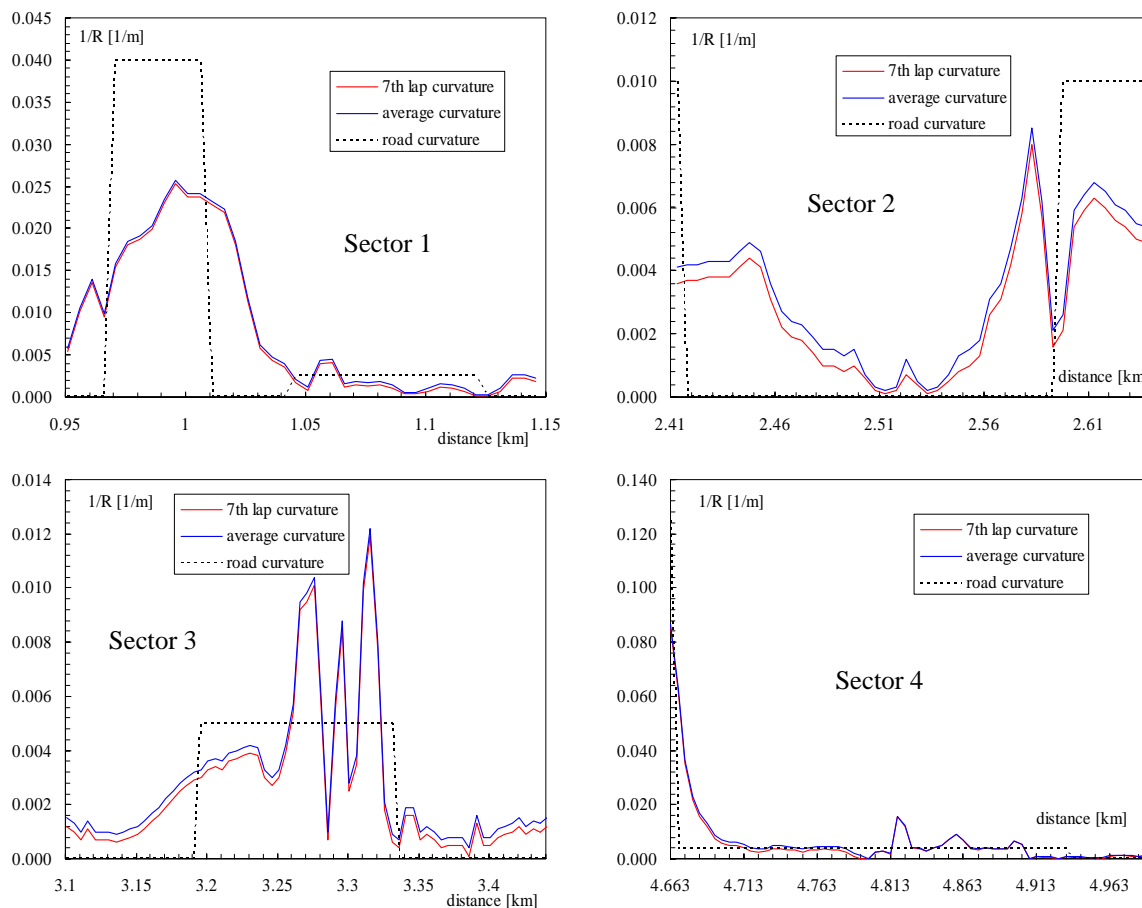 0.045
1/R [1/m]
0.040
7th lap curvature
0.035
average curvature
road curvature
0.030
0.025
0.020
Sector 1
0.015
0.010
0.005
0.000
0.95 1 1.05 1.1 1.15
distance [km]
0.012
1/R [1/m]
7th lap curvature
0.010
average curvature
road curvature
0.008
Sector 2
0.006
0.004
0.002
distance [km
0.000
2.41 2.46 2.51 2.56 2.61
0.014
1/R [1/m]
7th lap curvature
0.012
average curvature
road curvature
0.010
Sector 3
0.008
0.006
0.004
0.002
0.000
3.1 3.2 3.3 3.4
distance [km]
0.140
1/R [1/m]
7th lap curvature
0.120
average curvature
road curvature
0.100
0.080
Sector 4
0.060
0.040
0.020
distance [km]
0.000
4.663 4.713 4.763 4.813 4.863 4.913 4.963